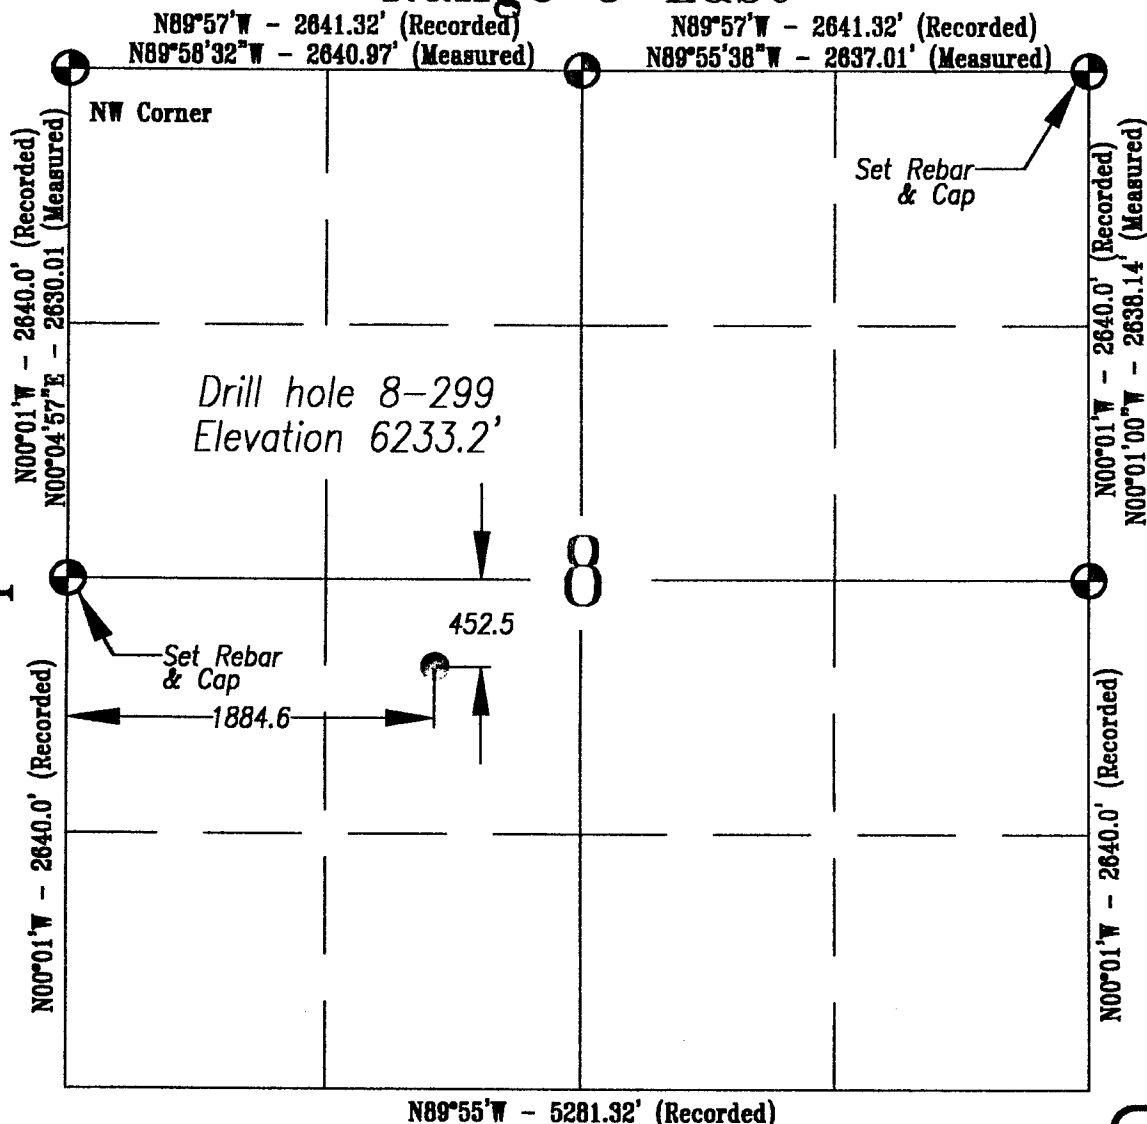 N89°57'W - 2641.32' (Recorded)
N89°58'32"W - 2640.97' (Measured)
N89°57'W - 2641.32' (Recorded)
N89°55'38"W - 2637.01' (Measured)
NW Corner
Set Rebar
& Cap
N00°01'W - 2640.0' (Recorded)
N00°04'57"E - 2630.01 (Measured)
N00°01'W - 2640.0' (Recorded)
N00°01'00"W - 2638.14' (Measured)
Drill hole 8-299
Elevation 6233.2'
8
452.5
Set Rebar
& Cap
1884.6
N00°01'W - 2640.0' (Recorded)
N00°01'W - 2640.0' (Recorded)
N89°55'W - 5281.32' (Recorded)